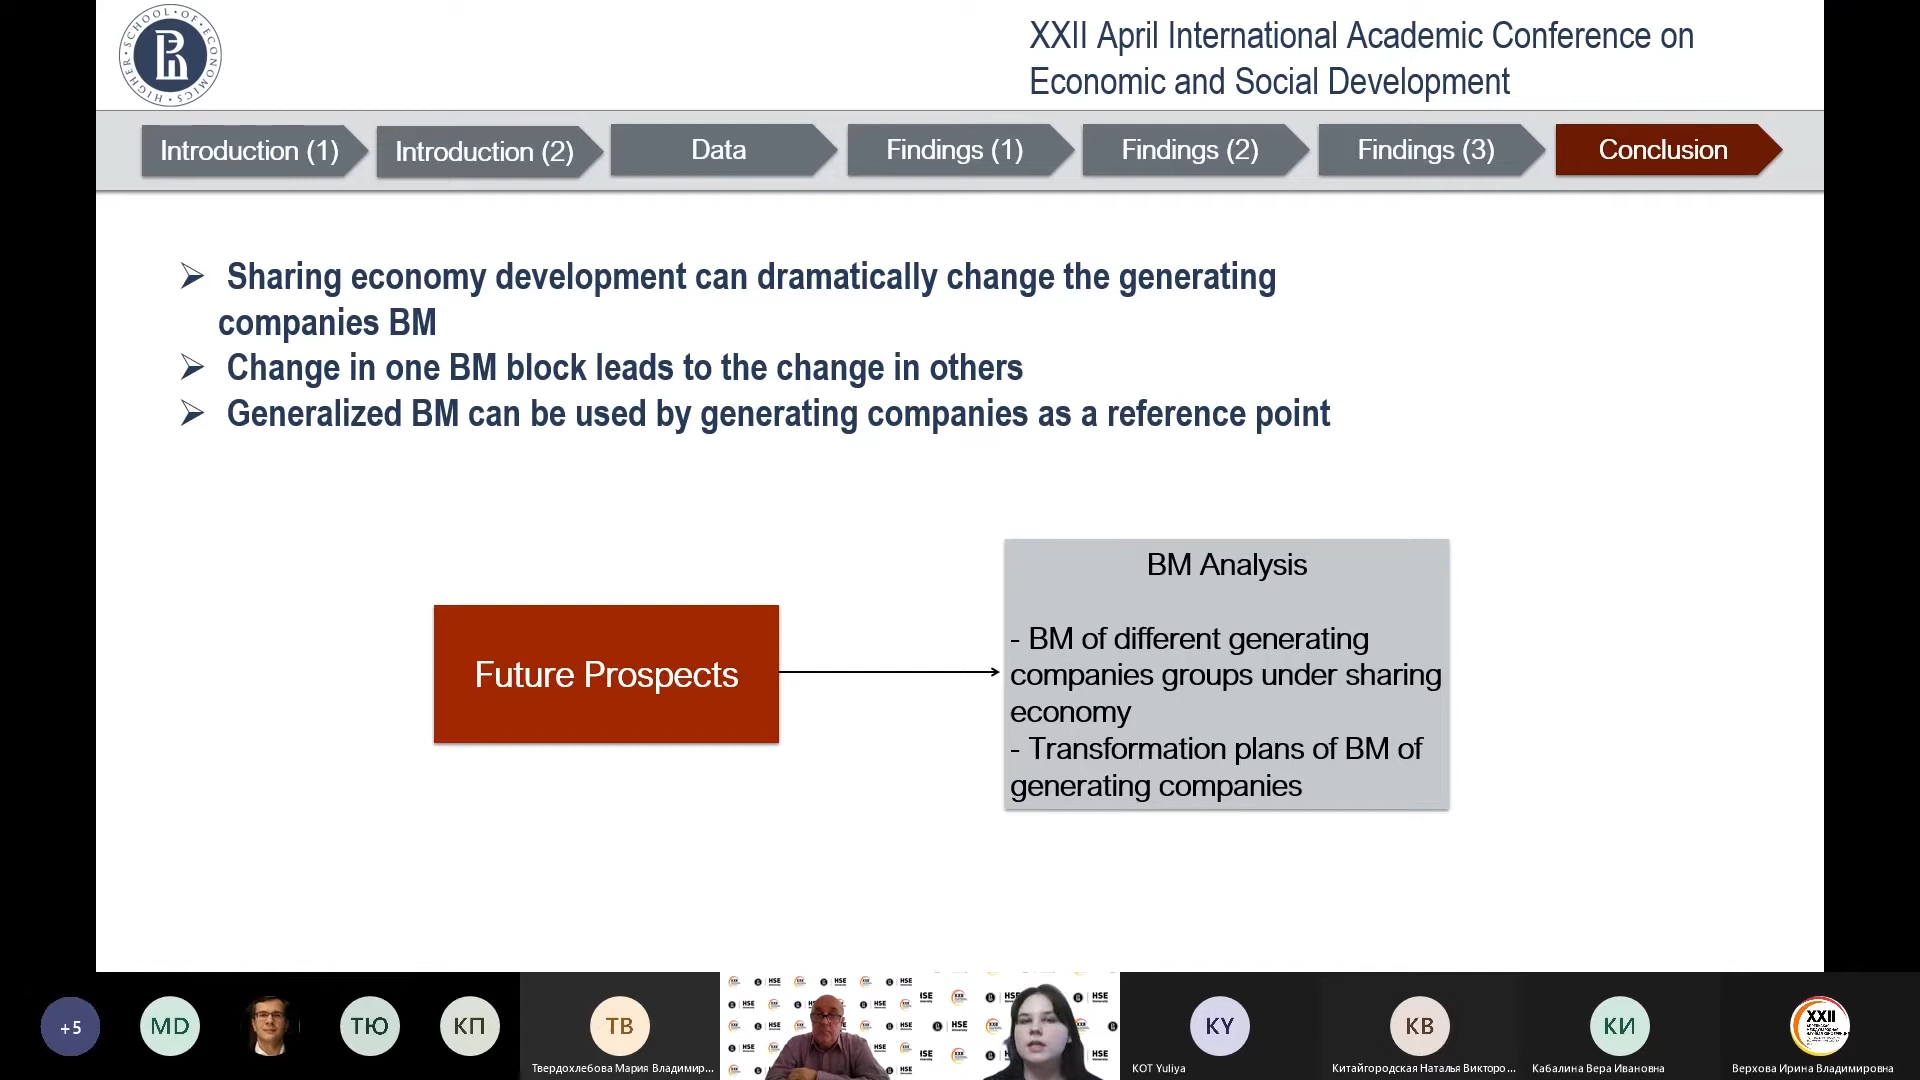 HIGHER · SCHOOL · OF · ECONOMICS
XXII April International Academic Conference on
Economic and Social Development
Introduction (1)
Introduction (2)
Data
Findings (1)
Findings (2)
Findings (3)
Conclusion
➢ Sharing economy development can dramatically change the generating
companies BM
➢ Change in one BM block leads to the change in others
➢ Generalized BM can be used by generating companies as a reference point
Future Prospects
BM Analysis
- BM of different generating
companies groups under sharing
economy
- Transformation plans of BM of
generating companies
+5
MD
ТЮ
КП
ТВ
Твердохлебова Мария Владимир...
HSE
KY
KOT Yuliya
КВ
Китайгородская Наталья Викторо...
КИ
Кабалина Вера Ивановна
XXII
Верхова Ирина Владимировна